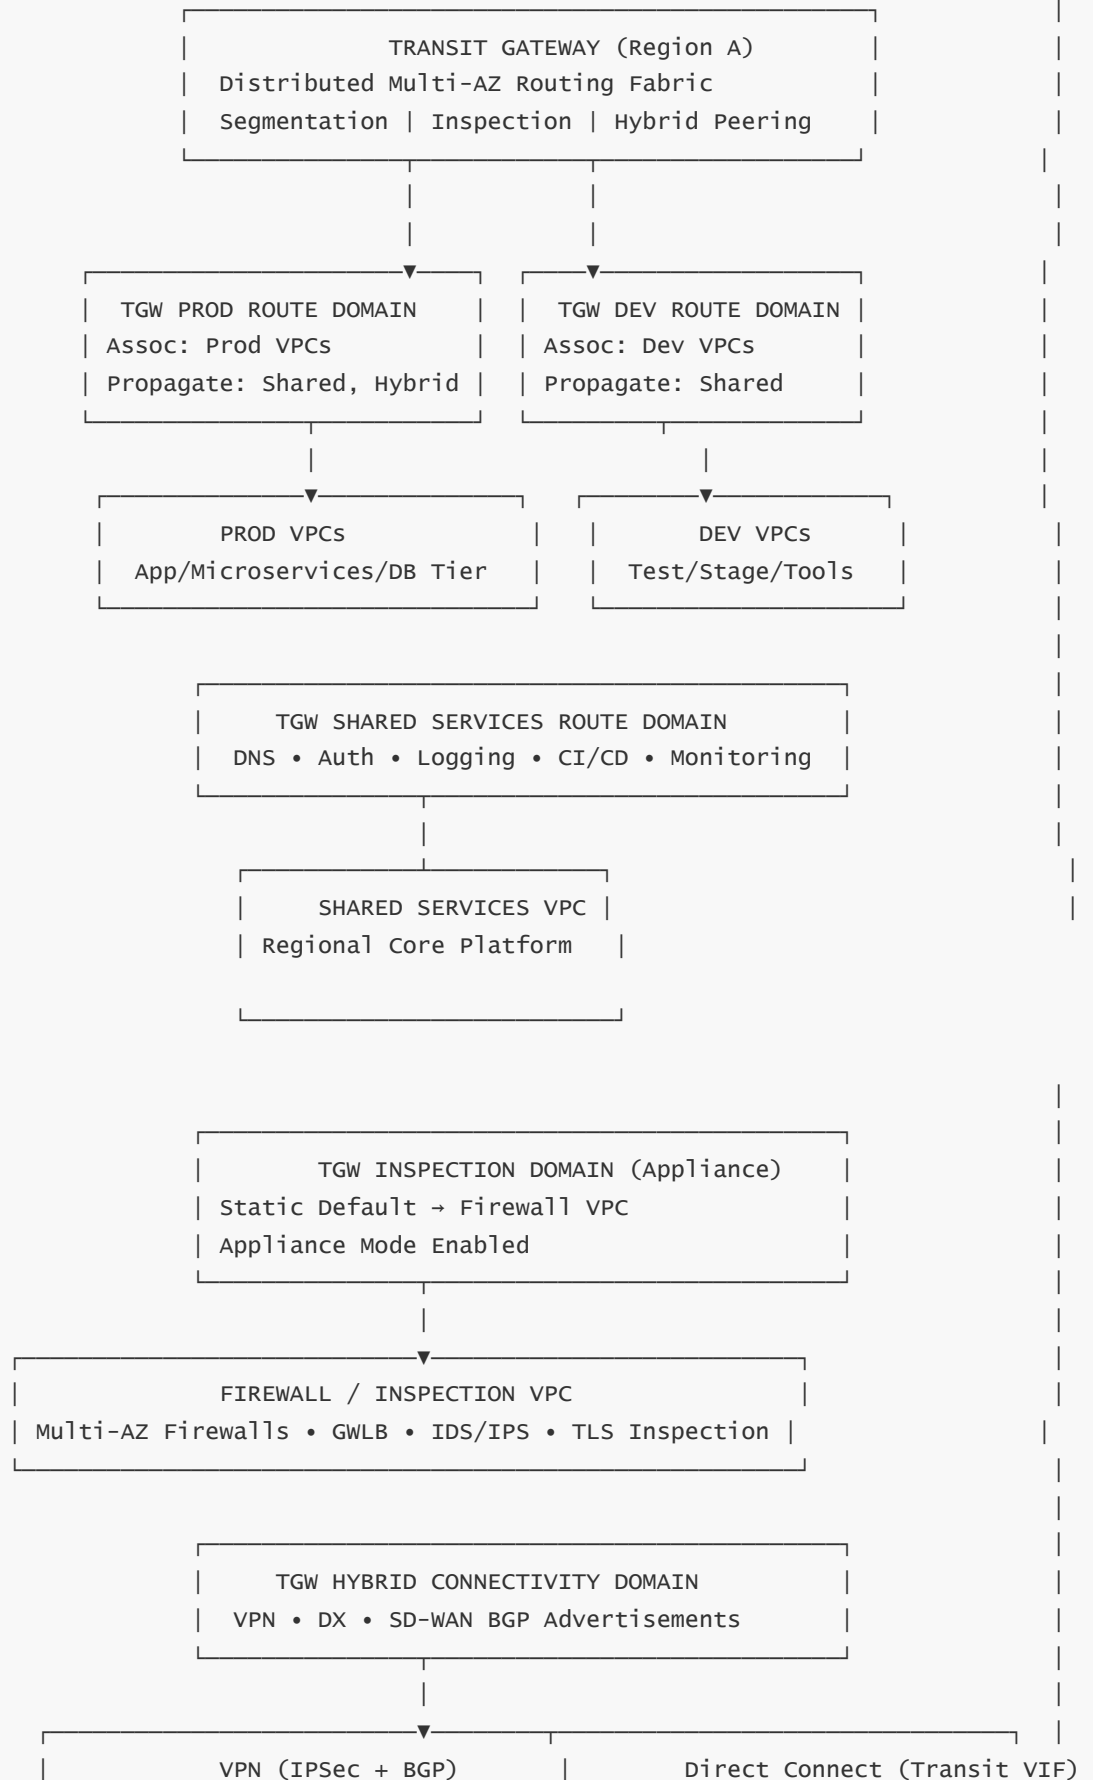 TRANSIT GATEWAY (Region A)
Distributed Multi-AZ Routing Fabric
Segmentation | Inspection | Hybrid Peering
TGW PROD ROUTE DOMAIN
Assoc: Prod VPCs
Propagate: Shared, Hybrid
TGW DEV ROUTE DOMAIN
Assoc: Dev VPCs
Propagate: Shared
PROD VPCs
App/Microservices/DB Tier
DEV VPCs
Test/Stage/Tools
TGW SHARED SERVICES ROUTE DOMAIN
DNS • Auth • Logging • CI/CD • Monitoring
SHARED SERVICES VPC
Regional Core Platform
TGW INSPECTION DOMAIN (Appliance)
Static Default → Firewall VPC
Appliance Mode Enabled
FIREWALL / INSPECTION VPC
Multi-AZ Firewalls • GWLB • IDS/IPS • TLS Inspection
TGW HYBRID CONNECTIVITY DOMAIN
VPN • DX • SD-WAN BGP Advertisements
VPN (IPSec + BGP)
Direct Connect (Transit VIF)